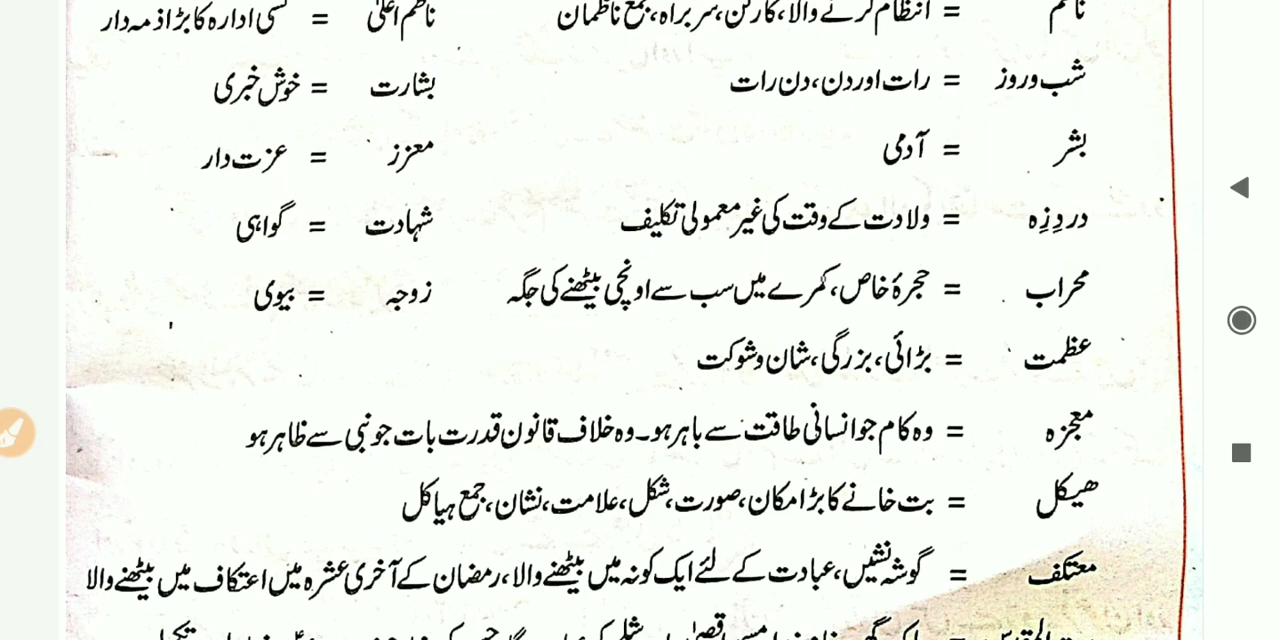 ناظم = انتظام کرنے والا، کارکن، سربراہ، جمع ناظمان ناظم اعلیٰ = کسی ادارہ کا بڑا ذمہ دار
شب و روز = رات اور دن، دن رات بشارت = خوش خبری
بشر = آدمی معزز = عزت دار
دردِزِہ = ولادت کے وقت کی غیر معمولی تکلیف شہادت = گواہی
محراب = حجرۂ خاص، کمرے میں سب سے اونچی بیٹھنے کی جگہ زوجہ = بیوی
عظمت = بڑائی، بزرگی، شان و شوکت
معجزہ = وہ کام جو انسانی طاقت سے باہر ہو۔ وہ خلاف قانون قدرت بات جو نبی سے ظاہر ہو
ھیکل = بت خانے کا بڑا مکان، صورت، شکل، علامت، نشان، جمع ہیاکل
معتکف = گوشہ نشیں، عبادت کے لئے ایک کونہ میں بیٹھنے والا، رمضان کے آخری عشرہ میں اعتکاف میں بیٹھنے والا